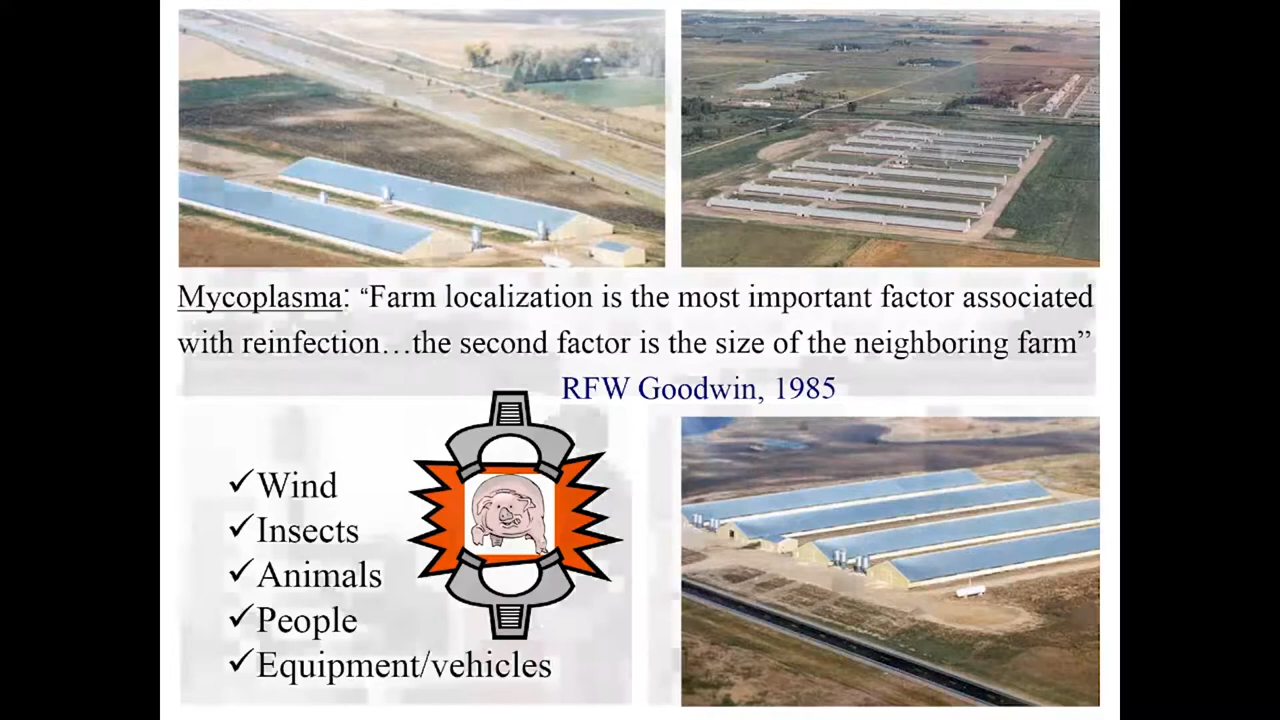 Mycoplasma: “Farm localization is the most important factor associated
with reinfection…the second factor is the size of the neighboring farm”
RFW Goodwin, 1985
✓Wind
✓Insects
✓Animals
✓People
✓Equipment/vehicles